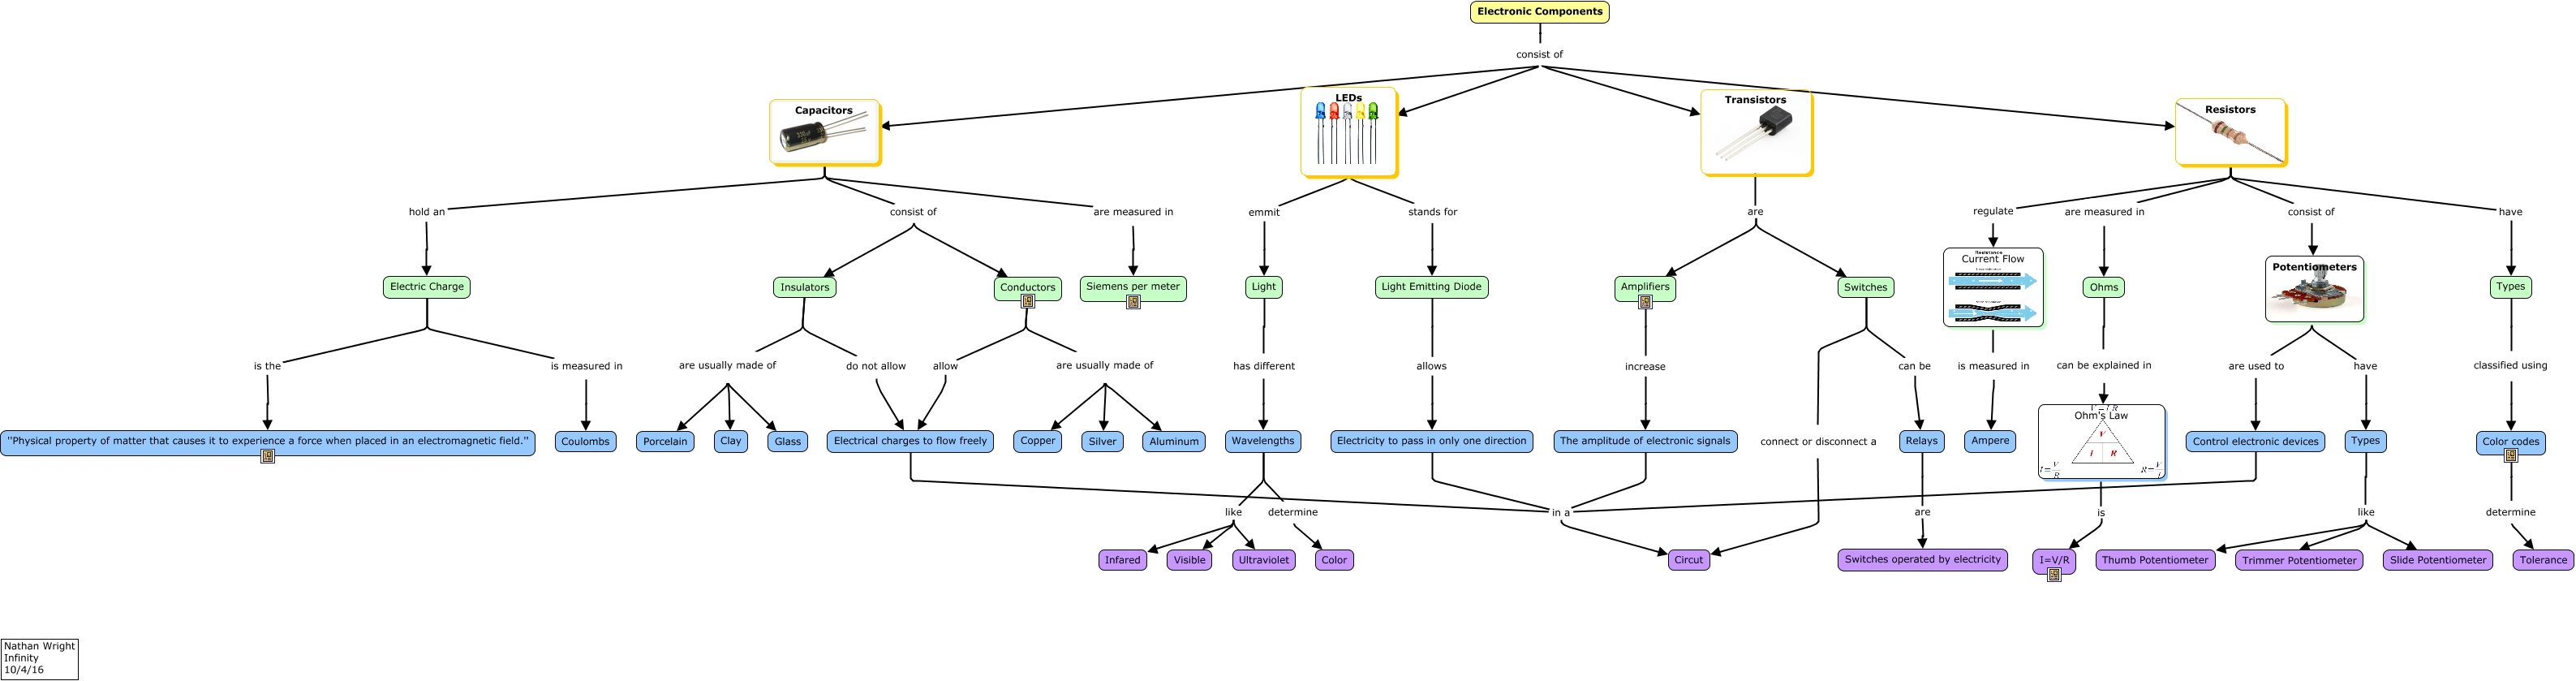 Electronic Components
consist of
Capacitors
LEDs
Transistors
Resistors
hold an
consist of
are measured in
emmit
stands for
are
regulate
are measured in
consist of
have
Electric Charge
Insulators
Conductors
Siemens per meter
Light
Light Emitting Diode
Amplifiers
Switches
Resistance
Current Flow
Ohms
Potentiometers
Types
is the
is measured in
are usually made of
do not allow
allow
are usually made of
has different
allows
increase
can be
is measured in
can be explained in
are used to
have
classified using
"Physical property of matter that causes it to experience a force when placed in an electromagnetic field."
Coulombs
Porcelain
Clay
Glass
Electrical charges to flow freely
Copper
Silver
Aluminum
Wavelengths
Electricity to pass in only one direction
The amplitude of electronic signals
connect or disconnect a
Relays
Ampere
V = I R
Ohm's Law
V
I R
I = V/R
R = V/I
Control electronic devices
Types
Color codes
like
determine
in a
are
is
like
determine
Infared
Visible
Ultraviolet
Color
Circut
Switches operated by electricity
I=V/R
Thumb Potentiometer
Trimmer Potentiometer
Slide Potentiometer
Tolerance
Nathan Wright
Infinity
10/4/16